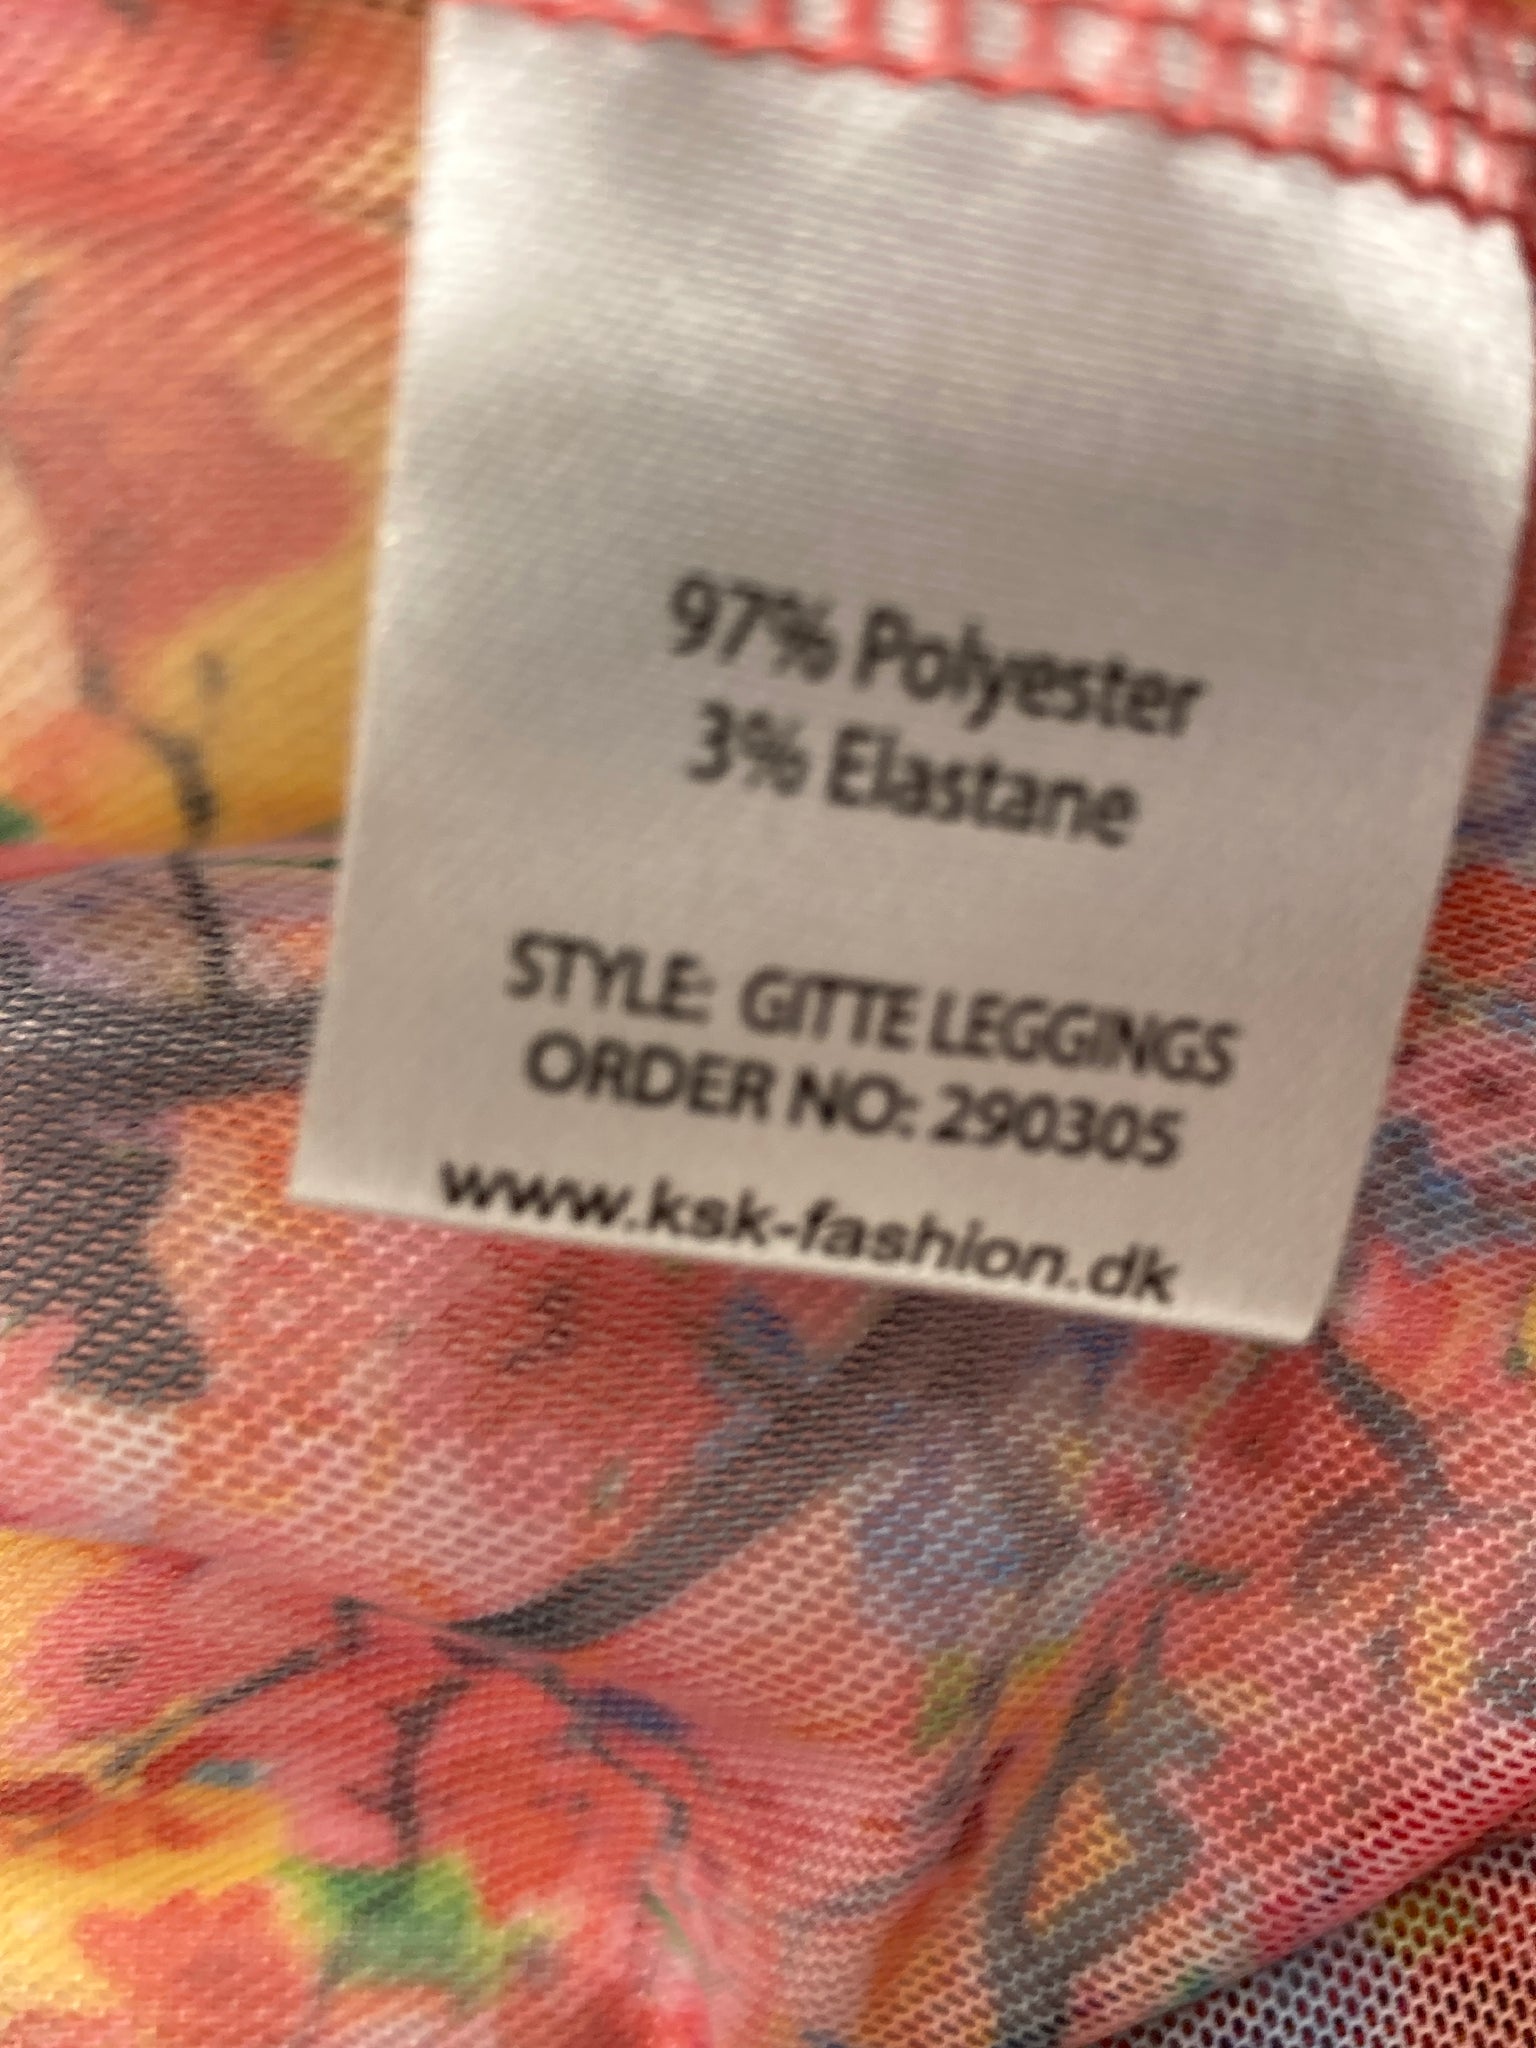 97% Polyester
3% Elastane
STYLE: GITTE LEGGINGS
ORDER NO: 290305
www.ksk-fashion.dk